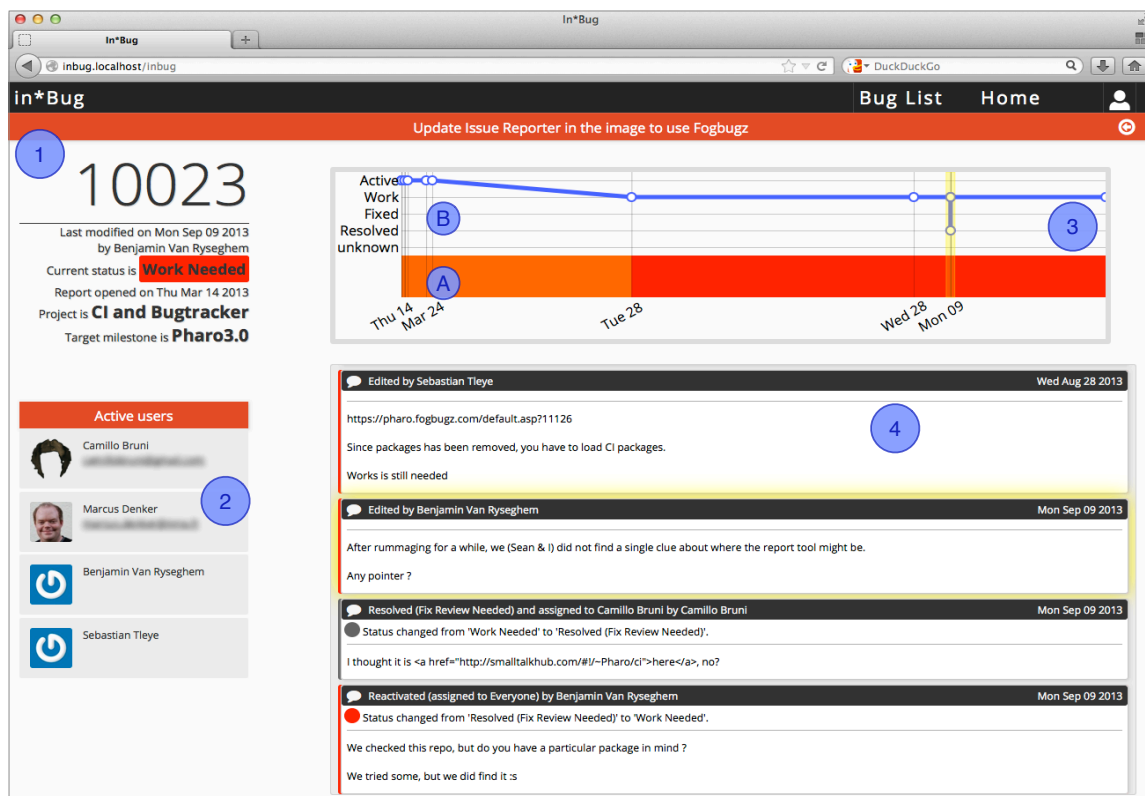 In*Bug
In*Bug
inbug.localhost/inbug
DuckDuckGo
in*Bug
Bug List
Home
Update Issue Reporter in the image to use Fogbugz
1
10023
Last modified on Mon Sep 09 2013
by Benjamin Van Ryseghem
Current status is Work Needed
Report opened on Thu Mar 14 2013
Project is CI and Bugtracker
Target milestone is Pharo3.0
Active users
Camillo Bruni
Marcus Denker
2
Benjamin Van Ryseghem
Sebastian Tleye
Active
Work
Fixed
Resolved
unknown
B
3
A
Thu 14
Mar 24
Tue 28
Wed 28
Mon 09
Edited by Sebastian Tleye Wed Aug 28 2013
https://pharo.fogbugz.com/default.asp?11126
4
Since packages has been removed, you have to load CI packages.
Works is still needed
Edited by Benjamin Van Ryseghem Mon Sep 09 2013
After rummaging for a while, we (Sean & I) did not find a single clue about where the report tool might be.
Any pointer ?
Resolved (Fix Review Needed) and assigned to Camillo Bruni by Camillo Bruni Mon Sep 09 2013
Status changed from 'Work Needed' to 'Resolved (Fix Review Needed)'.
I thought it is <a href="http://smalltalkhub.com/#!/~Pharo/ci">here</a>, no?
Reactivated (assigned to Everyone) by Benjamin Van Ryseghem Mon Sep 09 2013
Status changed from 'Resolved (Fix Review Needed)' to 'Work Needed'.
We checked this repo, but do you have a particular package in mind ?
We tried some, but we did find it :s